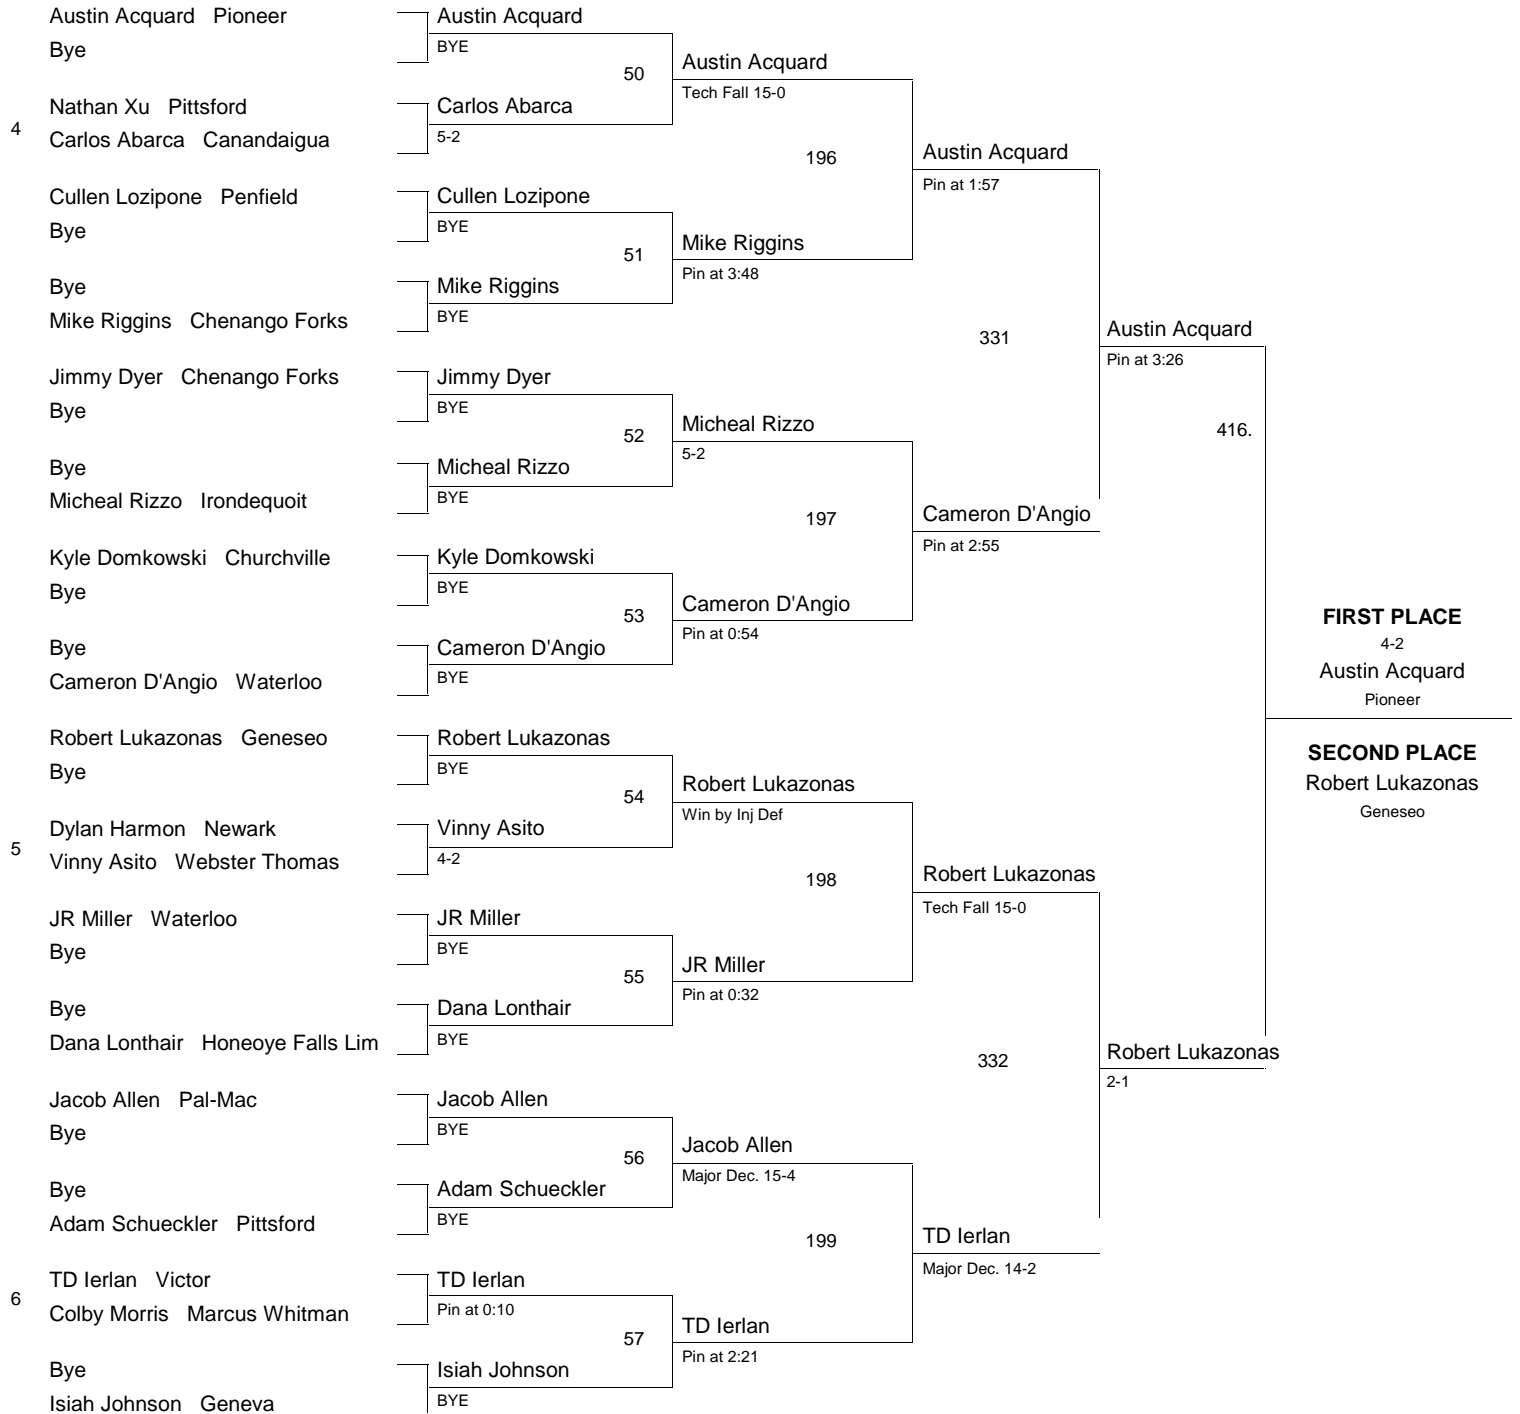 Austin Acquard Pioneer
Bye
4
Nathan Xu Pittsford
Carlos Abarca Canandaigua
Cullen Lozipone Penfield
Bye
Bye
Mike Riggins Chenango Forks
Jimmy Dyer Chenango Forks
Bye
Bye
Micheal Rizzo Irondequoit
Kyle Domkowski Churchville
Bye
Bye
Cameron D'Angio Waterloo
Robert Lukazonas Geneseo
Bye
5
Dylan Harmon Newark
Vinny Asito Webster Thomas
JR Miller Waterloo
Bye
Bye
Dana Lonthair Honeoye Falls Lim
Jacob Allen Pal-Mac
Bye
Bye
Adam Schueckler Pittsford
6
TD Ierlan Victor
Colby Morris Marcus Whitman
Bye
Isiah Johnson Geneva
Austin Acquard
BYE
50
Carlos Abarca
5-2
Cullen Lozipone
BYE
51
Mike Riggins
BYE
Jimmy Dyer
BYE
52
Micheal Rizzo
BYE
Kyle Domkowski
BYE
53
Cameron D'Angio
BYE
Robert Lukazonas
BYE
54
Vinny Asito
4-2
JR Miller
BYE
55
Dana Lonthair
BYE
Jacob Allen
BYE
56
Adam Schueckler
BYE
TD Ierlan
Pin at 0:10
57
Isiah Johnson
BYE
Austin Acquard
Tech Fall 15-0
196
Mike Riggins
Pin at 3:48
Micheal Rizzo
5-2
197
Cameron D'Angio
Pin at 0:54
Robert Lukazonas
Win by Inj Def
198
JR Miller
Pin at 0:32
Jacob Allen
Major Dec. 15-4
199
TD Ierlan
Pin at 2:21
Austin Acquard
Pin at 1:57
331
Cameron D'Angio
Pin at 2:55
Robert Lukazonas
Tech Fall 15-0
332
TD Ierlan
Major Dec. 14-2
Austin Acquard
Pin at 3:26
416.
Robert Lukazonas
2-1
FIRST PLACE
4-2
Austin Acquard
Pioneer
SECOND PLACE
Robert Lukazonas
Geneseo